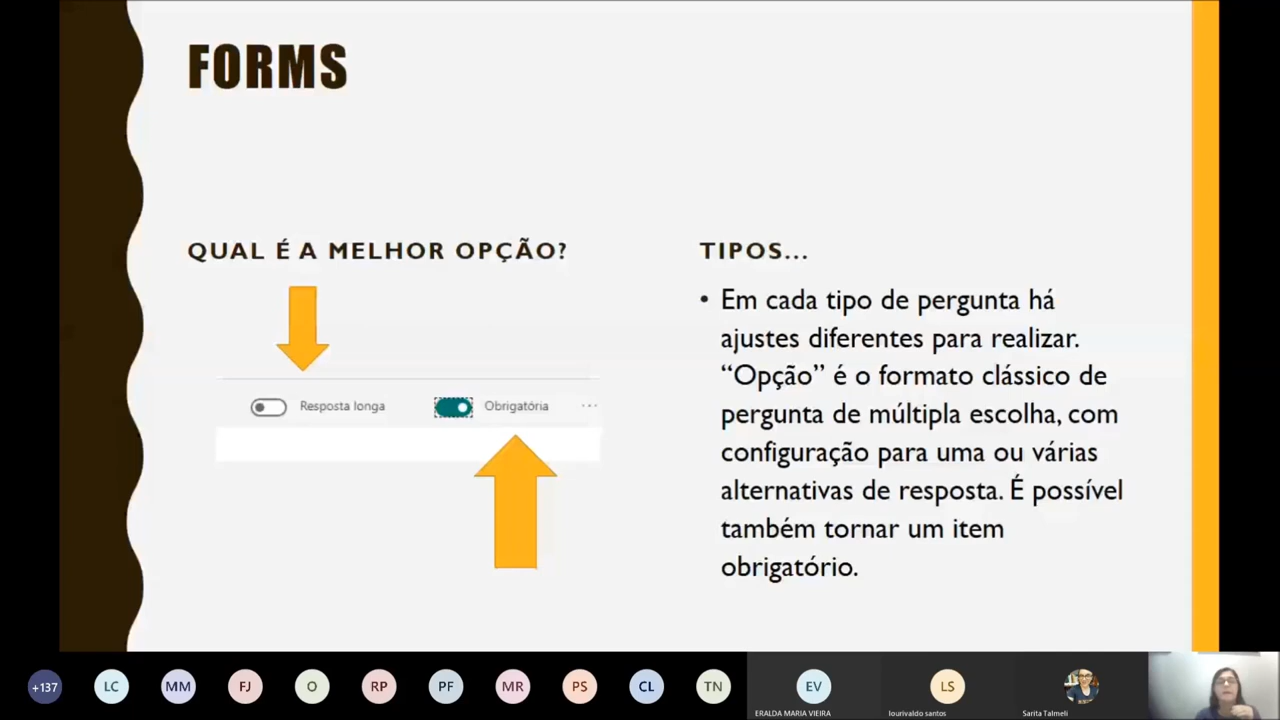 FORMS
QUAL É A MELHOR OPÇÃO?
Resposta longa
Obrigatória
TIPOS...
• Em cada tipo de pergunta há
ajustes diferentes para realizar.
“Opção” é o formato clássico de
pergunta de múltipla escolha, com
configuração para uma ou várias
alternativas de resposta. É possível
também tornar um item
obrigatório.
+137
LC
MM
FJ
O
RP
PF
MR
PS
CL
TN
EV
ERALDA MARIA VIEIRA
LS
lourivaldo santos
Sarita Talmeli